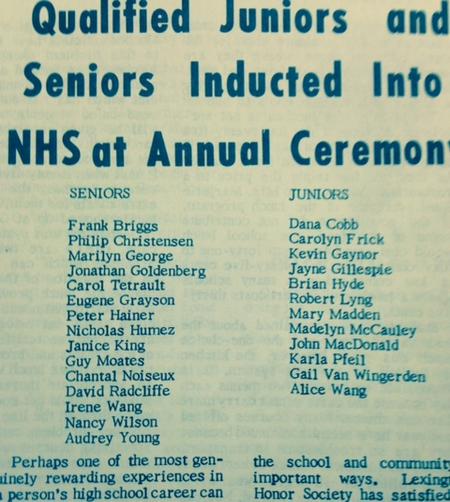 Qualified Juniors and
Seniors Inducted Into
NHS at Annual Ceremon
SENIORS
Frank Briggs
Philip Christensen
Marilyn George
Jonathan Goldenberg
Carol Tetrault
Eugene Grayson
Peter Hainer
Nicholas Humez
Janice King
Guy Moates
Chantal Noiseux
David Radcliffe
Irene Wang
Nancy Wilson
Audrey Young
JUNIORS
Dana Cobb
Carolyn Frick
Kevin Gaynor
Jayne Gillespie
Brian Hyde
Robert Lyng
Mary Madden
Madelyn McCauley
John MacDonald
Karla Pfeil
Gail Van Wingerden
Alice Wang
Perhaps one of the most gen-
uinely rewarding experiences in
a person's high school career can
the school and community
important ways. Lexing
Honor Society has satisfied